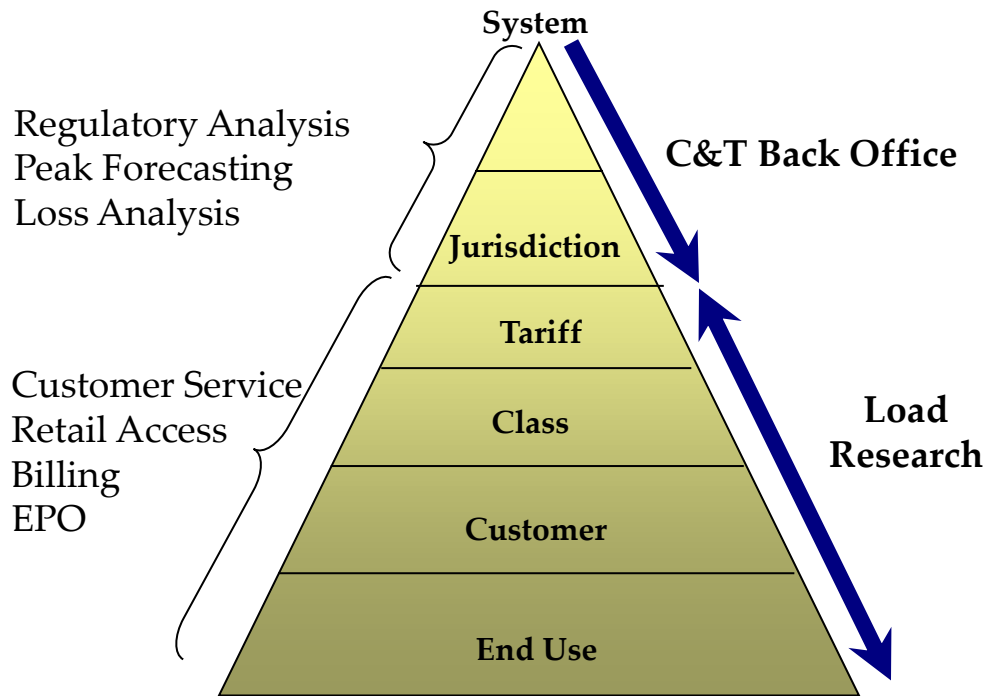 System
Regulatory Analysis
Peak Forecasting
Loss Analysis
C&T Back Office
Jurisdiction
Tariff
Customer Service
Retail Access
Billing
EPO
Class
Load
Research
Customer
End Use